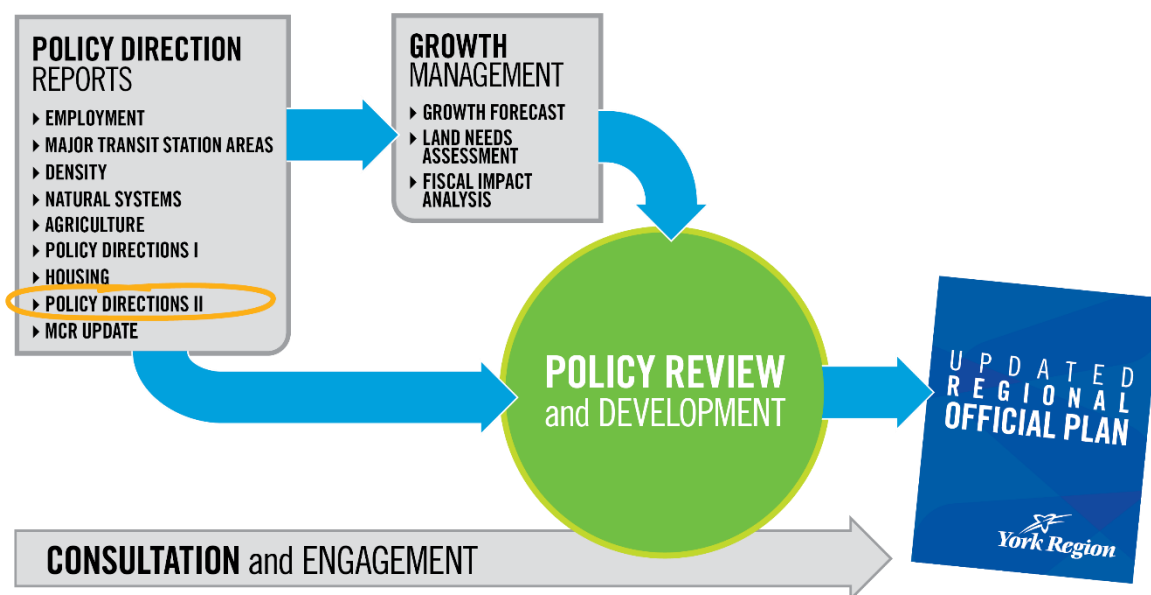 POLICY DIRECTION
REPORTS
EMPLOYMENT
MAJOR TRANSIT STATION AREAS
DENSITY
NATURAL SYSTEMS
AGRICULTURE
POLICY DIRECTIONS I
HOUSING
POLICY DIRECTIONS II
MCR UPDATE
GROWTH
MANAGEMENT
GROWTH FORECAST
LAND NEEDS
ASSESSMENT
FISCAL IMPACT
ANALYSIS
POLICY REVIEW
and DEVELOPMENT
UPDATED
REGIONAL
OFFICIAL PLAN
York Region
CONSULTATION and ENGAGEMENT